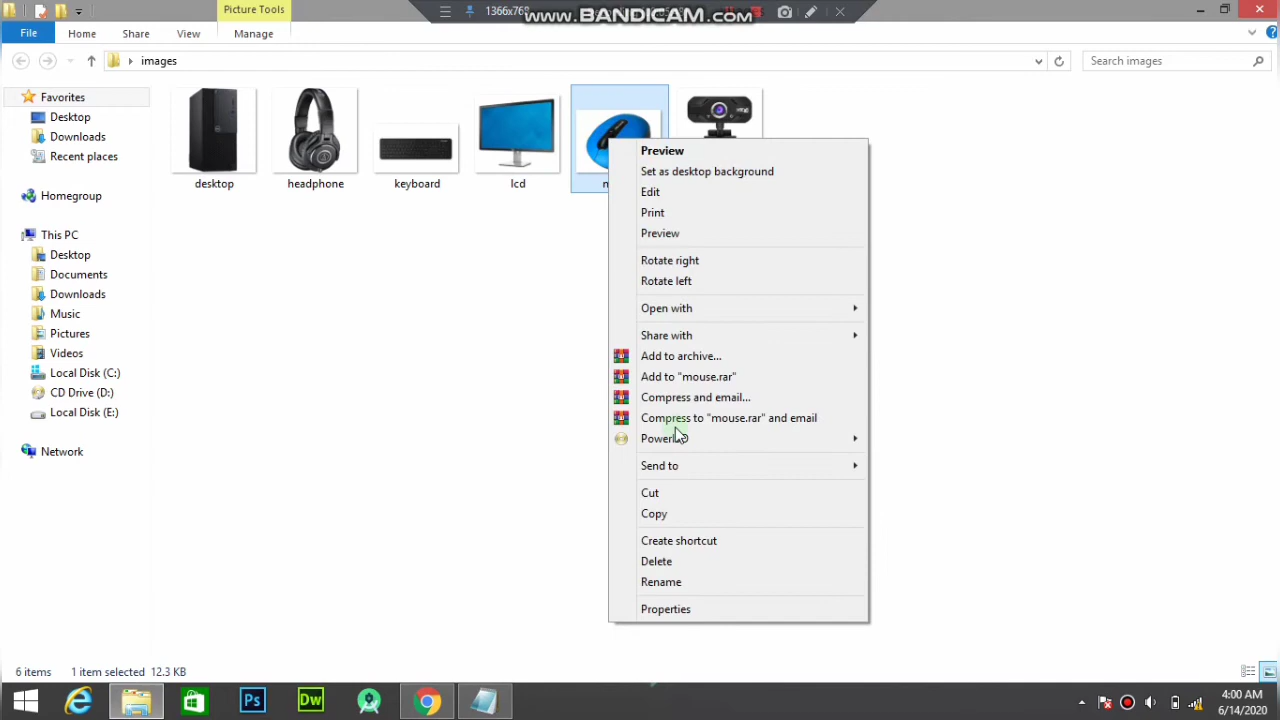 Picture Tools
1366x768
www.BANDICAM.com
File
Home
Share
View
Manage
images
Search images
Favorites
Desktop
Downloads
Recent places
Homegroup
This PC
Desktop
Documents
Downloads
Music
Pictures
Videos
Local Disk (C:)
CD Drive (D:)
Local Disk (E:)
Network
desktop
headphone
keyboard
lcd
Preview
Set as desktop background
Edit
Print
Preview
Rotate right
Rotate left
Open with
Share with
Add to archive...
Add to "mouse.rar"
Compress and email...
Compress to "mouse.rar" and email
Send to
Cut
Copy
Create shortcut
Delete
Rename
Properties
6 items
1 item selected
12.3 KB
Ps
Dw
4:00 AM
6/14/2020